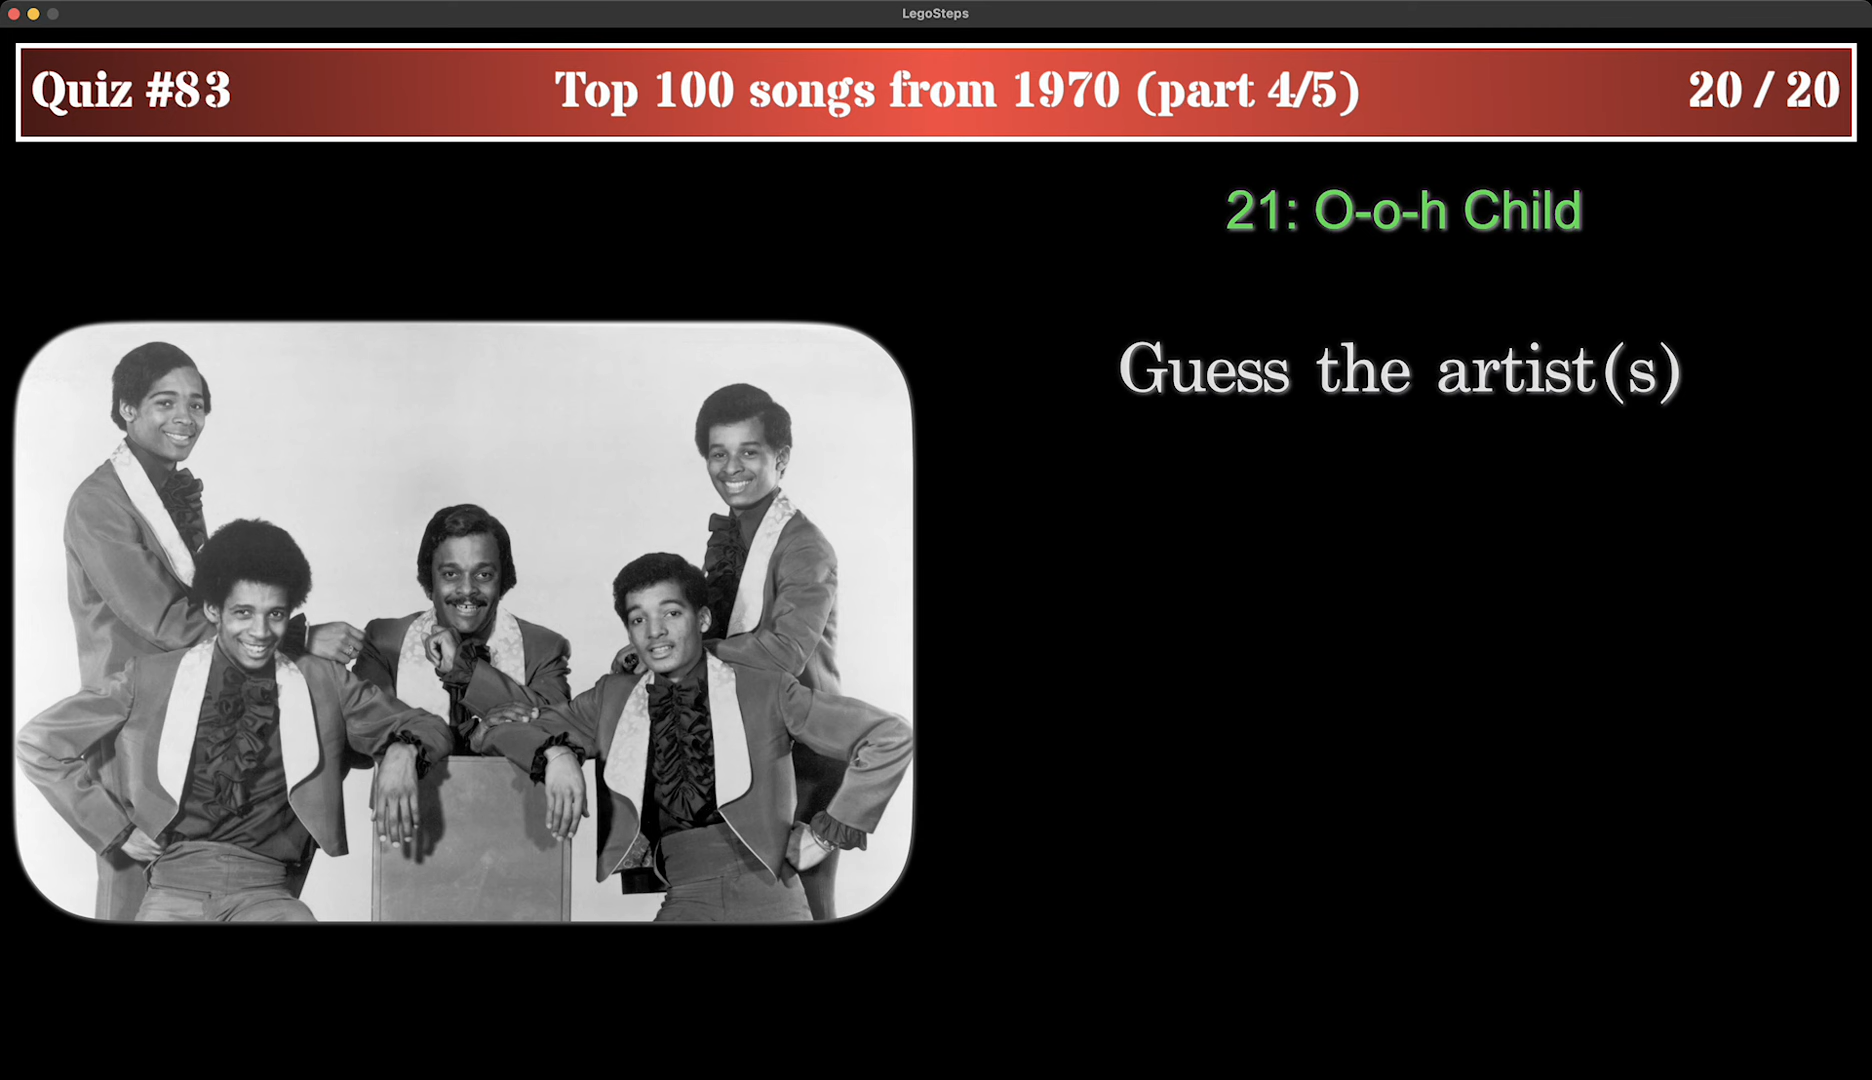 LegoSteps
Quiz #83
Top 100 songs from 1970 (part 4/5)
20 / 20
21: O-o-h Child
Guess the artist(s)